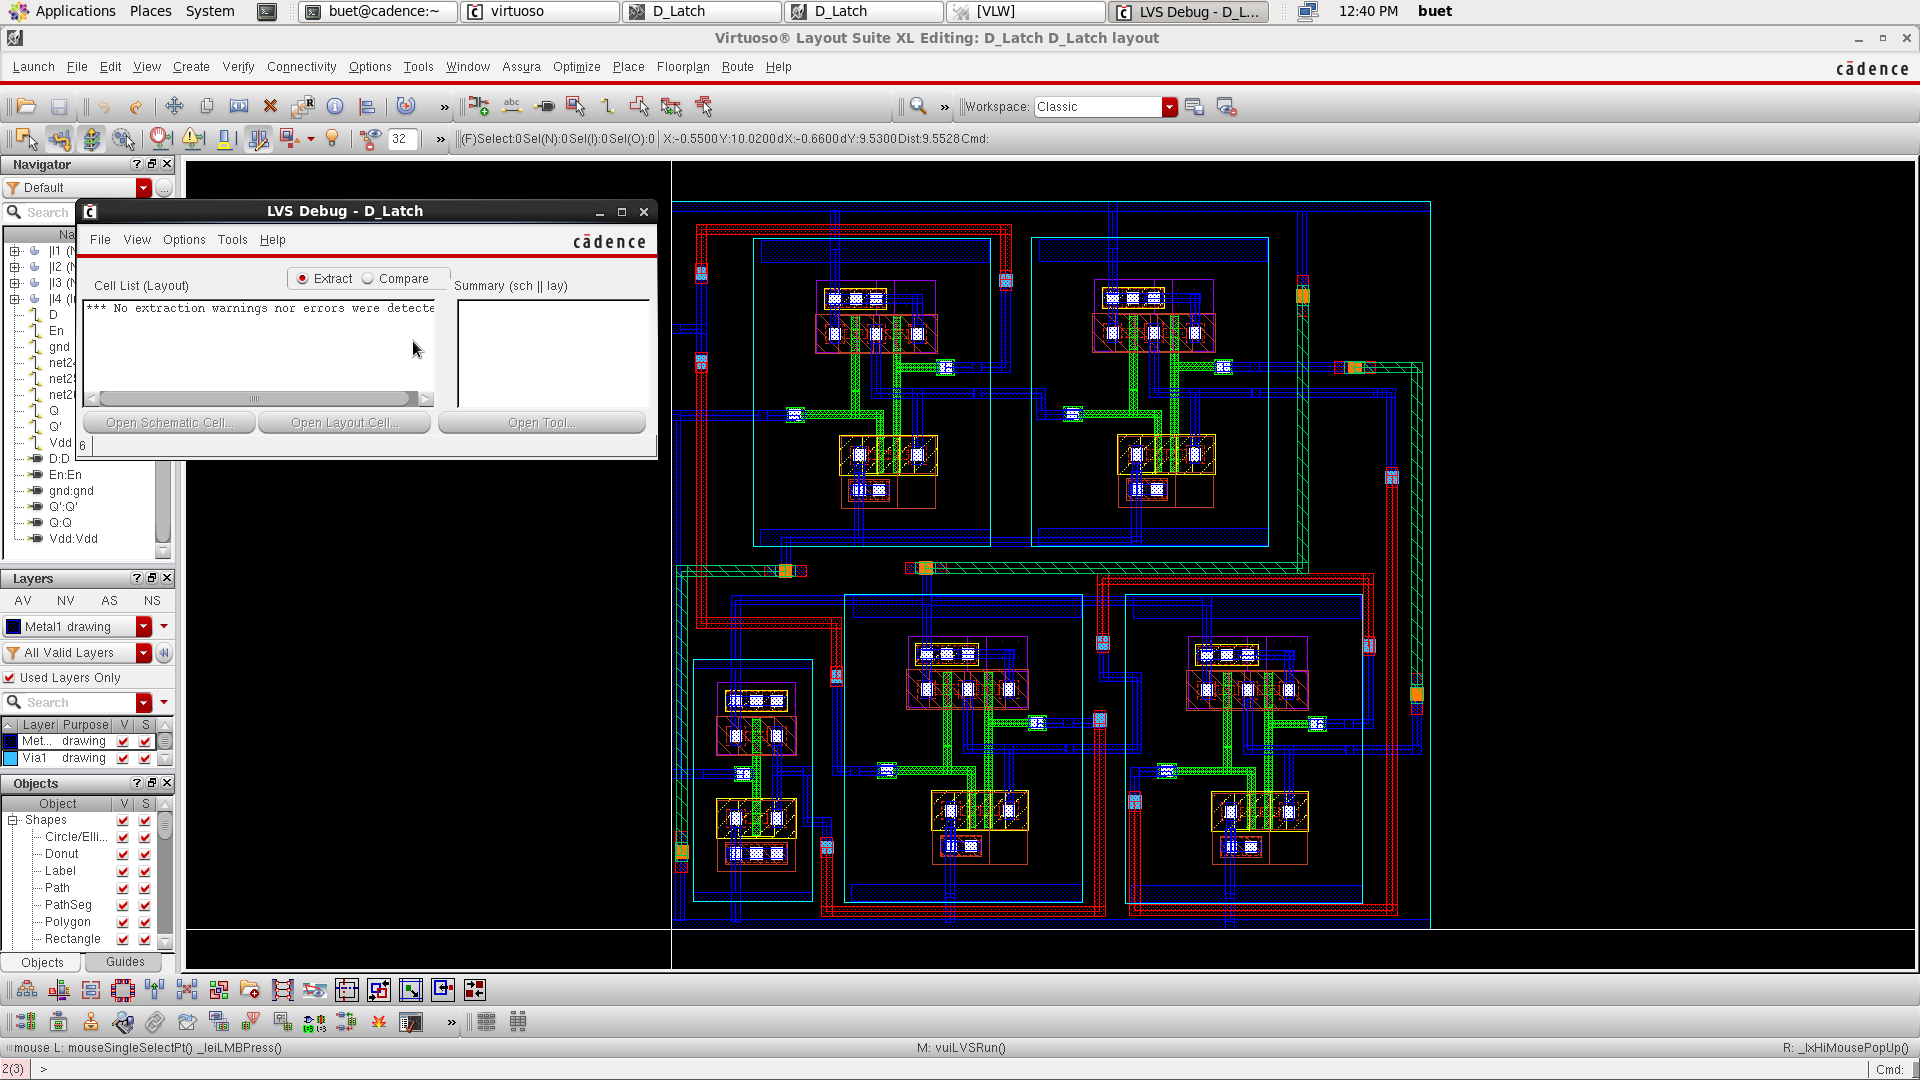 Applications Places System buet@cadence:~ virtuoso D_Latch D_Latch [VLW] LVS Debug - D_L... 12:40 PM buet
Virtuoso® Layout Suite XL Editing: D_Latch D_Latch layout
Launch File Edit View Create Verify Connectivity Options Tools Window Assura Optimize Place Floorplan Route Help cādence
abc » » Workspace: Classic
32 » (F)Select:0 Sel(N):0 Sel(I):0 Sel(O):0 X:-0.5500 Y:10.0200 dX:-0.6600 dY:9.5300 Dist:9.5528 Cmd:
Navigator
Default
Search
Na
|I1 (N
|I2 (N
|I3 (N
|I4 (I
D
En
gnd
Q
Q'
Vdd
D:D
En:En
gnd:gnd
Q':Q'
Q:Q
Vdd:Vdd
LVS Debug - D_Latch
File View Options Tools Help cādence
Extract Compare
Cell List (Layout) Summary (sch || lay)
*** No extraction warnings nor errors were detecte
Open Schematic Cell... Open Layout Cell... Open Tool...
6
Layers
AV NV AS NS
Metal1 drawing
All Valid Layers
Used Layers Only
Search
Layer Purpose V S
Met... drawing
Via1 drawing
Objects
Object V S
Shapes
Circle/Elli...
Donut
Label
Path
PathSeg
Polygon
Rectangle
Objects Guides
mouse L: mouseSingleSelectPt() _leiLMBPress() M: vuiLVSRun() R: _lxHiMousePopUp()
2(3) > Cmd: